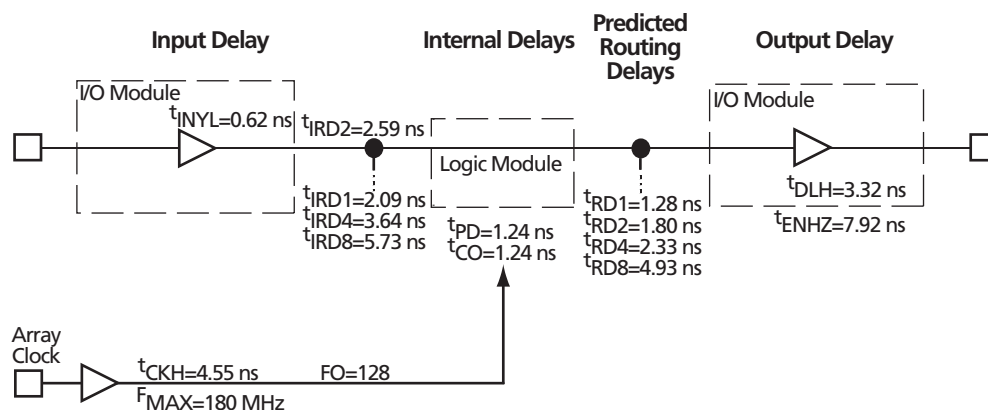 Input Delay
Internal Delays
Predicted
Routing
Delays
Output Delay
I/O Module
tINYL=0.62 ns
tIRD2=2.59 ns
Logic Module
I/O Module
tIRD1=2.09 ns
tIRD4=3.64 ns
tIRD8=5.73 ns
tPD=1.24 ns
tCO=1.24 ns
tRD1=1.28 ns
tRD2=1.80 ns
tRD4=2.33 ns
tRD8=4.93 ns
tDLH=3.32 ns
tENHZ=7.92 ns
Array
Clock
tCKH=4.55 ns
FO=128
FMAX=180 MHz